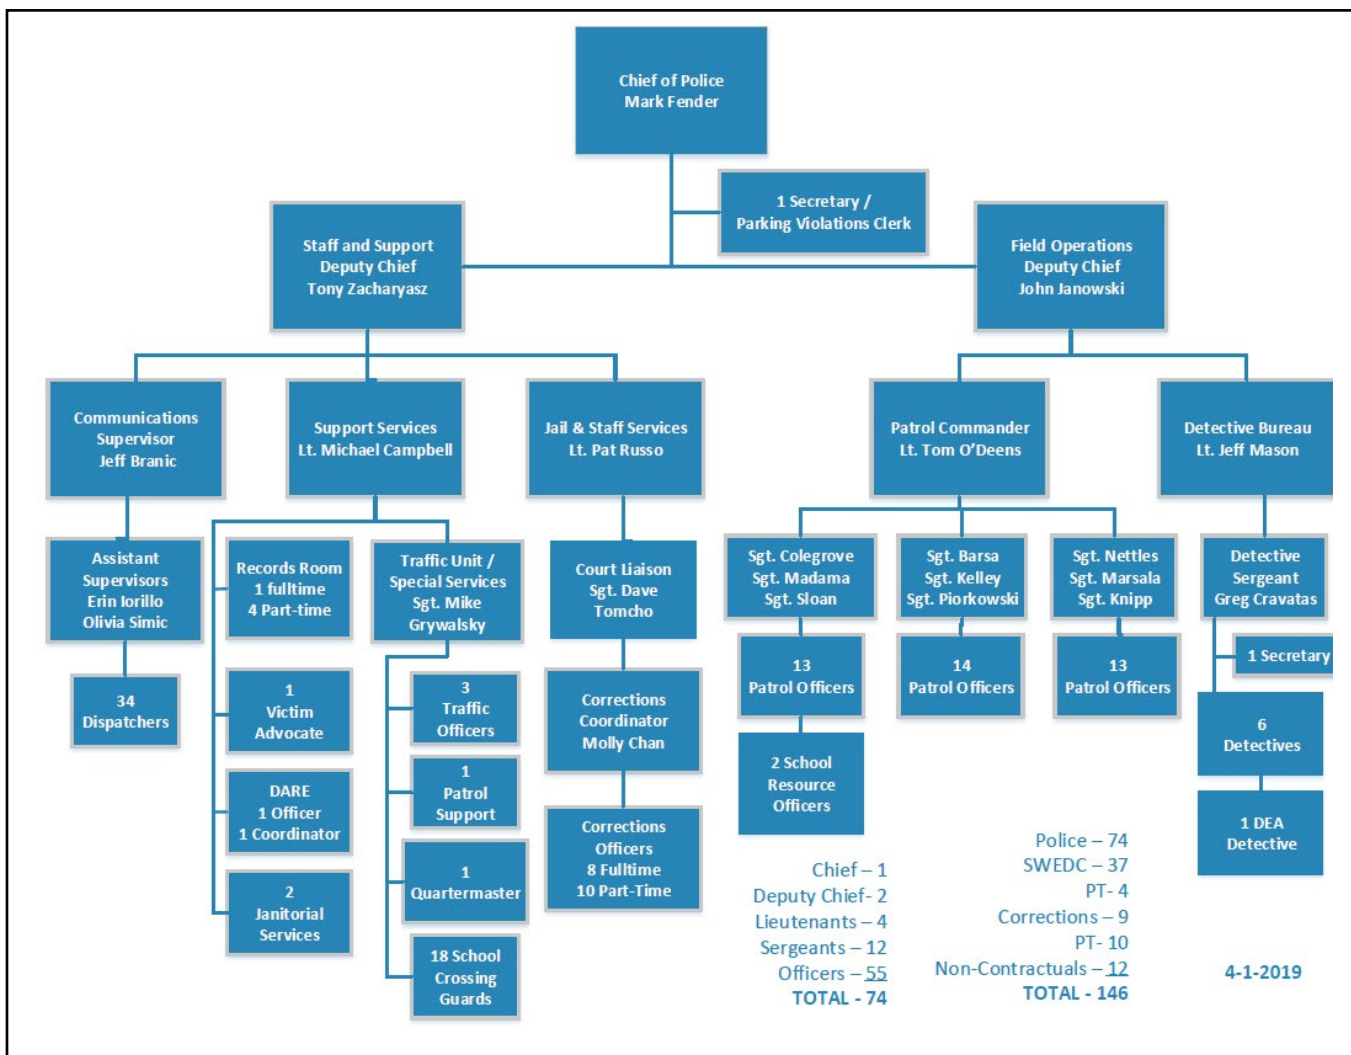 Chief of Police
Mark Fender
1 Secretary /
Parking Violations Clerk
Staff and Support
Deputy Chief
Tony Zacharyasz
Field Operations
Deputy Chief
John Janowski
Communications
Supervisor
Jeff Branic
Support Services
Lt. Michael Campbell
Jail & Staff Services
Lt. Pat Russo
Patrol Commander
Lt. Tom O’Deens
Detective Bureau
Lt. Jeff Mason
Assistant
Supervisors
Erin Iorillo
Olivia Simic
34
Dispatchers
Records Room
1 fulltime
4 Part-time
1
Victim
Advocate
DARE
1 Officer
1 Coordinator
2
Janitorial
Services
Traffic Unit /
Special Services
Sgt. Mike
Grywalsky
3
Traffic
Officers
1
Patrol
Support
1
Quartermaster
18 School
Crossing
Guards
Court Liaison
Sgt. Dave
Tomcho
Corrections
Coordinator
Molly Chan
Corrections
Officers
8 Fulltime
10 Part-Time
Sgt. Colegrove
Sgt. Madama
Sgt. Sloan
13
Patrol Officers
2 School
Resource
Officers
Sgt. Barsa
Sgt. Kelley
Sgt. Piorkowski
14
Patrol Officers
Sgt. Nettles
Sgt. Marsala
Sgt. Knipp
13
Patrol Officers
Detective
Sergeant
Greg Cravatas
1 Secretary
6
Detectives
1 DEA
Detective
Chief – 1
Deputy Chief- 2
Lieutenants – 4
Sergeants – 12
Officers – 55
TOTAL - 74
Police – 74
SWEDC – 37
PT- 4
Corrections – 9
PT- 10
Non-Contractuals – 12
TOTAL - 146
4-1-2019